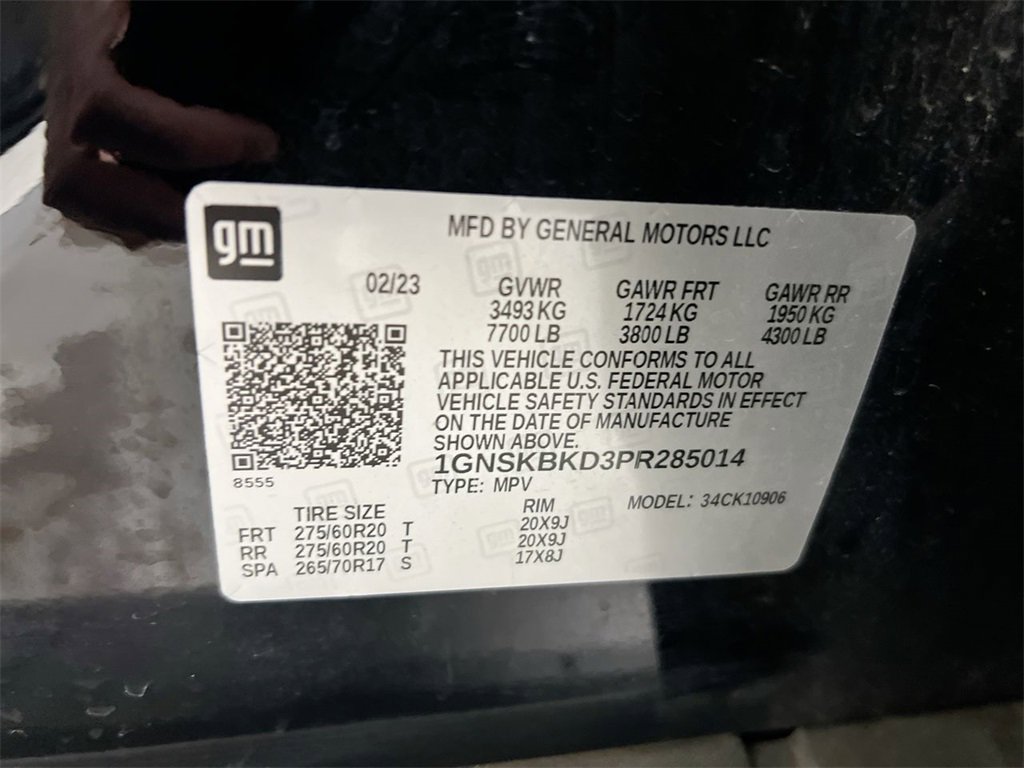 gm
MFD BY GENERAL MOTORS LLC
02/23 GVWR GAWR FRT GAWR RR
3493 KG 1724 KG 1950 KG
7700 LB 3800 LB 4300 LB
THIS VEHICLE CONFORMS TO ALL
APPLICABLE U.S. FEDERAL MOTOR
VEHICLE SAFETY STANDARDS IN EFFECT
ON THE DATE OF MANUFACTURE
SHOWN ABOVE.
1GNSKBKD3PR285014
8555
TYPE: MPV
MODEL: 34CK10906
TIRE SIZE RIM
FRT 275/60R20 T 20X9J
RR 275/60R20 T 20X9J
SPA 265/70R17 S 17X8J